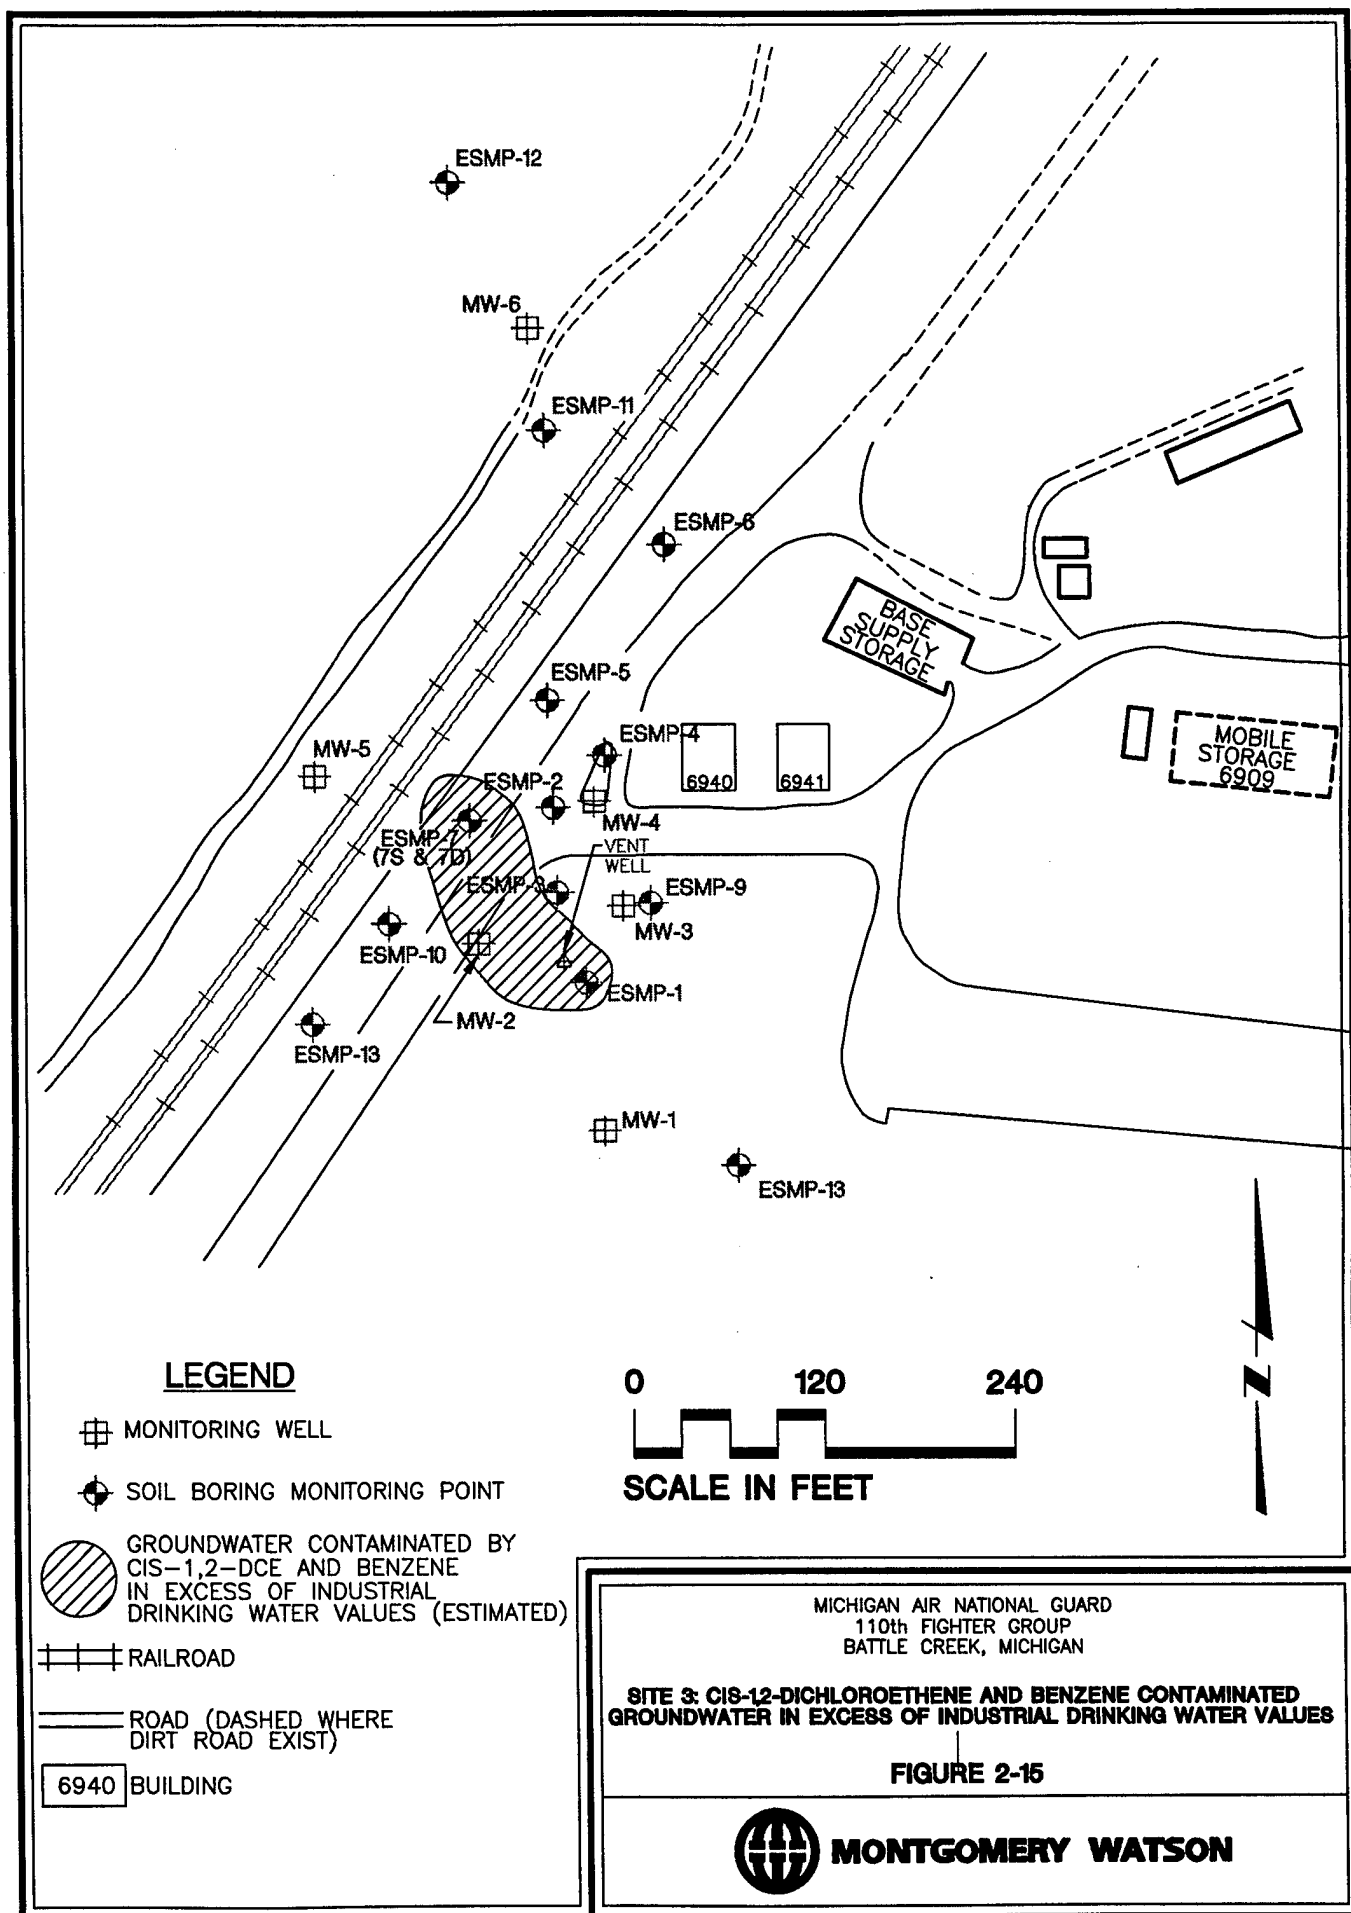 ESMP-12
MW-6
ESMP-11
ESMP-6
BASE
SUPPLY
STORAGE
ESMP-5
MW-5
ESMP-4
6940
6941
MOBILE
STORAGE
6909
ESMP-2
MW-4
ESMP-7
(7S & 7D)
VENT
WELL
ESMP-3
ESMP-9
MW-3
ESMP-10
ESMP-1
MW-2
ESMP-13
MW-1
ESMP-13
LEGEND
MONITORING WELL
SOIL BORING MONITORING POINT
GROUNDWATER CONTAMINATED BY
CIS-1,2-DCE AND BENZENE
IN EXCESS OF INDUSTRIAL
DRINKING WATER VALUES (ESTIMATED)
RAILROAD
ROAD (DASHED WHERE
DIRT ROAD EXIST)
6940 BUILDING
0 120 240
SCALE IN FEET
N
MICHIGAN AIR NATIONAL GUARD
110th FIGHTER GROUP
BATTLE CREEK, MICHIGAN
SITE 3: CIS-1,2-DICHLOROETHENE AND BENZENE CONTAMINATED
GROUNDWATER IN EXCESS OF INDUSTRIAL DRINKING WATER VALUES
FIGURE 2-15
MONTGOMERY WATSON